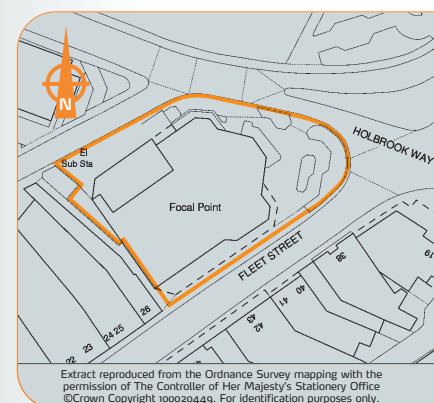 N
El
Sub Sta
Focal Point
HOLBROOK WAY
FLEET STREET
19
38
40
41
42
43
26
24 25
23
22
Extract reproduced from the Ordnance Survey mapping with the
permission of The Controller of Her Majesty's Stationery Office
©Crown Copyright 100020449. For identification purposes only.